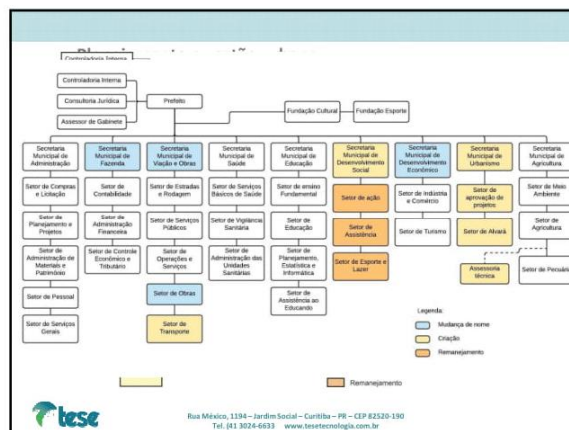 Controladoria Interna
Controladoria Interna
Consultoria Jurídica
Prefeito
Assessor de Gabinete
Fundação Cultural
Fundação Esporte
Secretaria
Municipal de
Administração
Secretaria
Municipal de
Fazenda
Secretaria
Municipal de
Viação e Obras
Secretaria
Municipal de
Saúde
Secretaria
Municipal de
Educação
Secretaria
Municipal de
Desenvolvimento
Social
Secretaria
Municipal de
Desenvolvimento
Econômico
Secretaria
Municipal de
Urbanismo
Secretaria
Municipal de
Agricultura
Setor de Compras
e Licitação
Setor de
Contabilidade
Setor de Estradas
e Rodagem
Setor de Serviços
Básicos de Saúde
Setor de ensino
Fundamental
Setor de ação
Setor de Indústria
e Comércio
Setor de
aprovação de
projetos
Setor de Meio
Ambiente
Setor de
Planejamento e
Projetos
Setor de
Administração
Financeira
Setor de Serviços
Públicos
Setor de Vigilância
Sanitária
Setor de
Educação
Setor de
Assistência
Setor de Turismo
Setor de Alvará
Setor de
Agricultura
Setor de
Administração de
Materiais e
Patrimônio
Setor de Controle
Econômico e
Tributário
Setor de
Operações e
Serviços
Setor de
Administração das
Unidades
Sanitárias
Setor de
Planejamento,
Estatística e
Informática
Setor de Esporte e
Lazer
Assessoria
técnica
Setor de Pecuária
Setor de Pessoal
Setor de Obras
Setor de
Assistência ao
Educando
Setor de Serviços
Gerais
Setor de
Transporte
Legenda:
Mudança de nome
Criação
Remanejamento
Remanejamento
tese
Rua México, 1194 – Jardim Social – Curitiba – PR – CEP 82520-190
Tel. (41 3024-6633 www.tesetecnologia.com.br